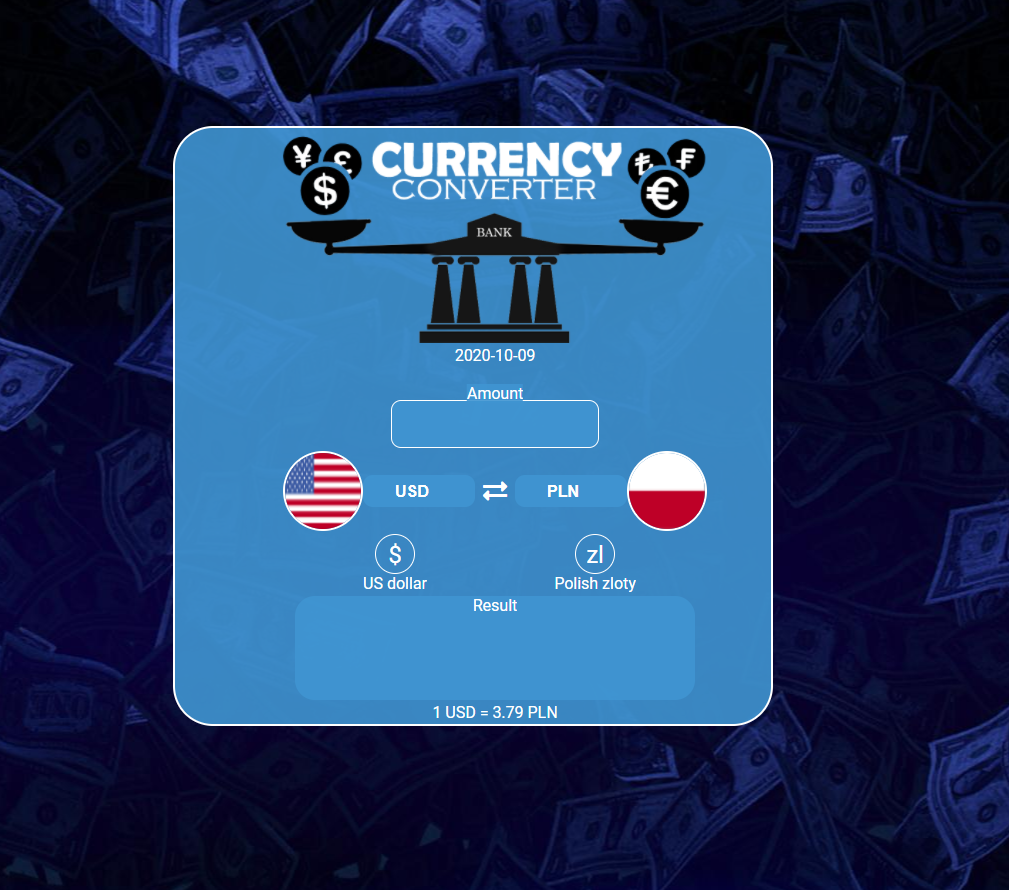 ¥ £ $
CURRENCY
CONVERTER
₺ ₣ €
BANK
2020-10-09
Amount
USD PLN
$ zl
US dollar Polish zloty
Result
1 USD = 3.79 PLN